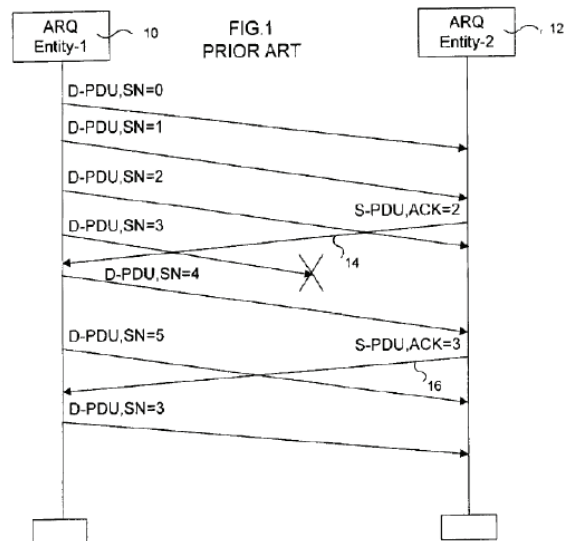 ARQ
Entity-1
10
FIG.1
PRIOR ART
ARQ
Entity-2
12
D-PDU,SN=0
D-PDU,SN=1
D-PDU,SN=2
S-PDU,ACK=2
D-PDU,SN=3
14
D-PDU,SN=4
D-PDU,SN=5
S-PDU,ACK=3
16
D-PDU,SN=3